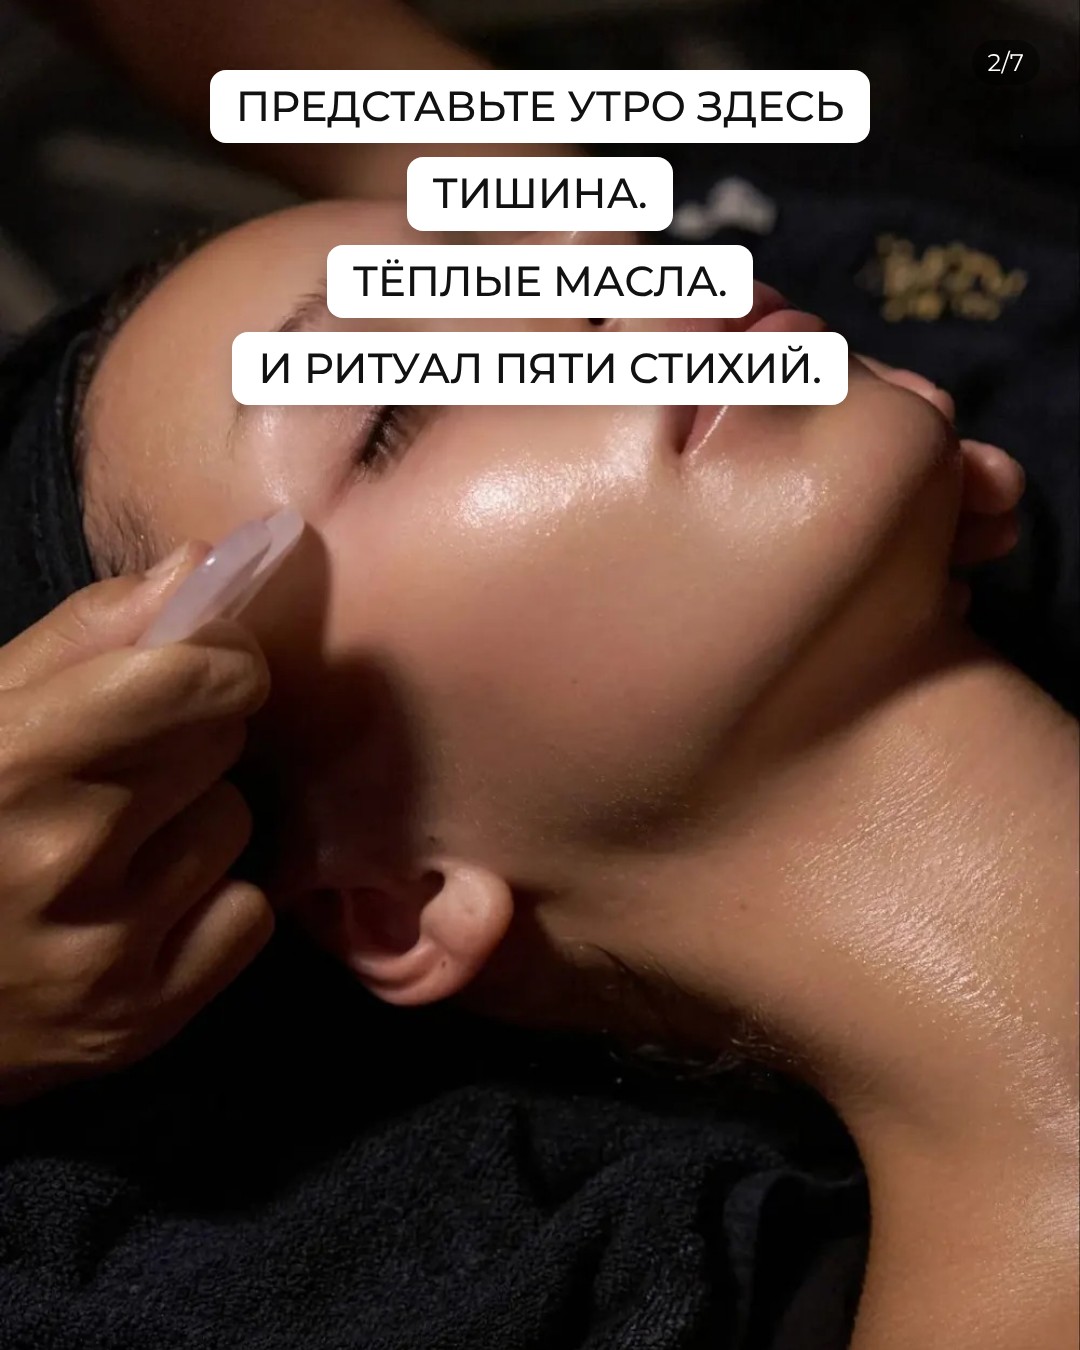 2/7
ПРЕДСТАВЬТЕ УТРО ЗДЕСЬ
ТИШИНА.
ТЁПЛЫЕ МАСЛА.
И РИТУАЛ ПЯТИ СТИХИЙ.